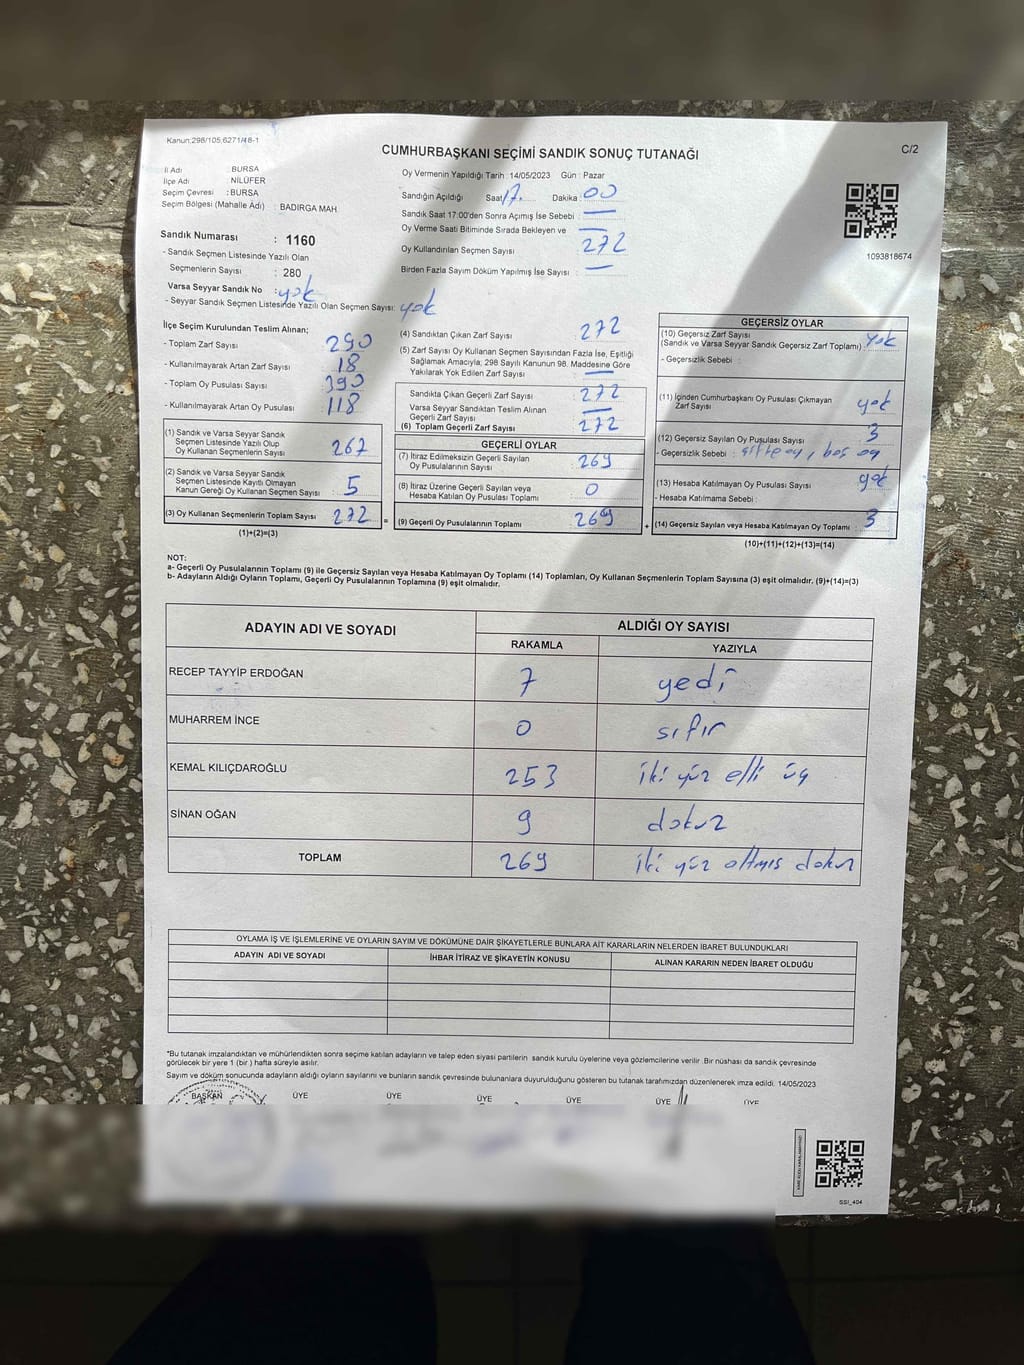 Kanun:298/105,6271/48-1
CUMHURBAŞKANI SEÇİMİ SANDIK SONUÇ TUTANAĞI
C/2
İl Adı : BURSA
İlçe Adı : NİLÜFER
Seçim Çevresi : BURSA
Seçim Bölgesi (Mahalle Adı) : BADIRGA MAH.
Sandık Numarası : 1160
- Sandık Seçmen Listesinde Yazılı Olan
Seçmenlerin Sayısı : 280
Varsa Seyyar Sandık No : yok
- Seyyar Sandık Seçmen Listesinde Yazılı Olan Seçmen Sayısı: yok
Oy Vermenin Yapıldığı Tarih :14/05/2023 Gün : Pazar
Sandığın Açıldığı Saat 17. Dakika : 00
Sandık Saat 17:00'den Sonra Açımış İse Sebebi : —
Oy Verme Saati Bitiminde Sırada Bekleyen ve —
Oy Kullandırılan Seçmen Sayısı 272
Birden Fazla Sayım Döküm Yapılmış İse Sayısı : —
1093818674
İlçe Seçim Kurulundan Teslim Alınan;
- Toplam Zarf Sayısı : 290
- Kullanılmayarak Artan Zarf Sayısı : 18
- Toplam Oy Pusulası Sayısı : 390
- Kullanılmayarak Artan Oy Pusulası : 118
(1) Sandık ve Varsa Seyyar Sandık
Seçmen Listesinde Yazılı Olup
Oy Kullanan Seçmenlerin Sayısı : 267
(2) Sandık ve Varsa Seyyar Sandık
Seçmen Listesinde Kayıtlı Olmayan
Kanun Gereği Oy Kullanan Seçmen Sayısı : 5
(3) Oy Kullanan Seçmenlerin Toplam Sayısı : 272
(1)+(2)=(3)
(4) Sandıktan Çıkan Zarf Sayısı : 272
(5) Zarf Sayısı Oy Kullanan Seçmen Sayısından Fazla İse, Eşitliği
Sağlamak Amacıyla; 298 Sayılı Kanunun 98. Maddesine Göre
Yakılarak Yok Edilen Zarf Sayısı : —
Sandıkta Çıkan Geçerli Zarf Sayısı : 272
Varsa Seyyar Sandıktan Teslim Alınan
Geçerli Zarf Sayısı : —
(6) Toplam Geçerli Zarf Sayısı : 272
GEÇERLİ OYLAR
(7) İtiraz Edilmeksizin Geçerli Sayılan
Oy Pusulalarının Sayısı : 269
(8) İtiraz Üzerine Geçerli Sayılan veya
Hesaba Katılan Oy Pusulası Toplamı : 0
= (9) Geçerli Oy Pusulalarının Toplamı : 269
GEÇERSİZ OYLAR
(10) Geçersiz Zarf Sayısı
(Sandık ve Varsa Seyyar Sandık Geçersiz Zarf Toplamı) : yok
- Geçersizlik Sebebi :
(11) İçinden Cumhurbaşkanı Oy Pusulası Çıkmayan
Zarf Sayısı : yok
(12) Geçersiz Sayılan Oy Pusulası Sayısı : 3
- Geçersizlik Sebebi : oy, boş oy
(13) Hesaba Katılmayan Oy Pusulası Sayısı : yok
- Hesaba Katılmama Sebebi :
+ (14) Geçersiz Sayılan veya Hesaba Katılmayan Oy Toplamı : 3
(10)+(11)+(12)+(13)=(14)
NOT:
a- Geçerli Oy Pusulalarının Toplamı (9) ile Geçersiz Sayılan veya Hesaba Katılmayan Oy Toplamı (14) Toplamları, Oy Kullanan Seçmenlerin Toplam Sayısına (3) eşit olmalıdır. (9)+(14)=(3)
b- Adayların Aldığı Oyların Toplamı, Geçerli Oy Pusulalarının Toplamına (9) eşit olmalıdır.
ADAYIN ADI VE SOYADI
ALDIĞI OY SAYISI
RAKAMLA YAZIYLA
RECEP TAYYİP ERDOĞAN 7 yedi
MUHARREM İNCE 0 sıfır
KEMAL KILIÇDAROĞLU 253 iki yüz elli üç
SİNAN OĞAN 9 dokuz
TOPLAM 269 iki yüz altmış dokuz
OYLAMA İŞ VE İŞLEMLERİNE VE OYLARIN SAYIM VE DÖKÜMÜNE DAİR ŞİKAYETLERLE BUNLARA AİT KARARLARIN NELERDEN İBARET BULUNDUKLARI
ADAYIN ADI VE SOYADI İHBAR İTİRAZ VE ŞİKAYETİN KONUSU ALINAN KARARIN NEDEN İBARET OLDUĞU
*Bu tutanak imzalandıktan ve mühürlendikten sonra seçime katılan adayların ve talep eden siyasi partilerin sandık kurulu üyelerine veya gözlemcilerine verilir. Bir nüshası da sandık çevresinde
görülecek bir yere 1 (bir) hafta süreyle asılır.
Sayım ve döküm sonucunda adayların aldığı oyların sayılarını ve bunların sandık çevresinde bulunanlara duyurulduğunu gösteren bu tutanak tarafımızdan düzenlenerek imza edildi. 14/05/2023
BAŞKAN ÜYE ÜYE ÜYE ÜYE ÜYE ÜYE
SSİ_404